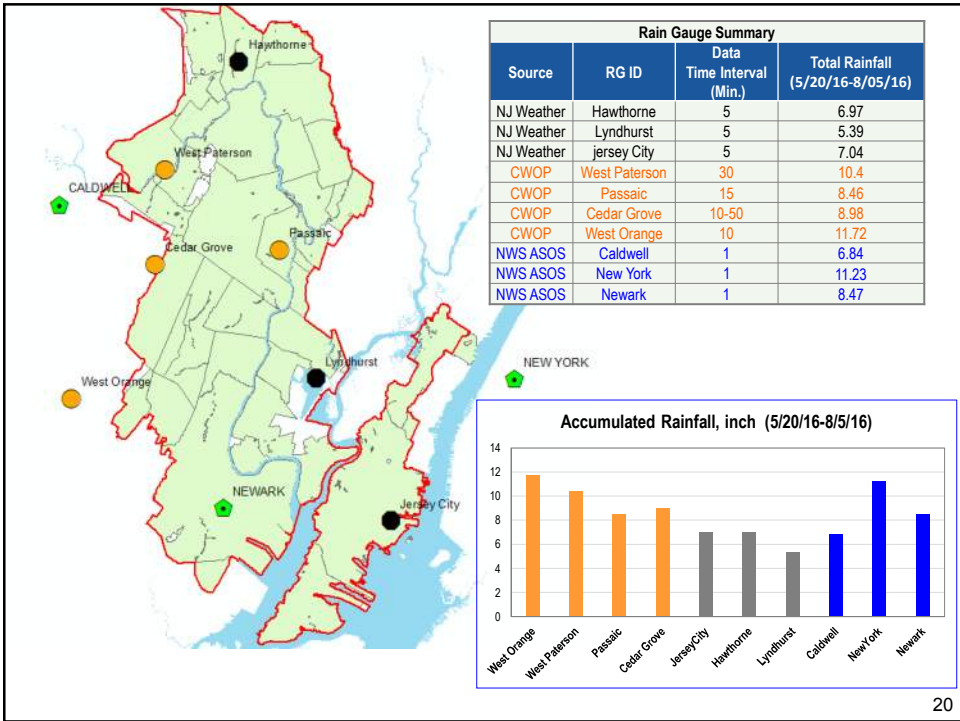 Hawthorne
West Paterson
CALDWELL
Cedar Grove
Passaic
Lyndhurst
West Orange
NEW YORK
NEWARK
Jersey City
Rain Gauge Summary
Source RG ID Data Time Interval (Min.) Total Rainfall (5/20/16-8/05/16)
NJ Weather Hawthorne 5 6.97
NJ Weather Lyndhurst 5 5.39
NJ Weather jersey City 5 7.04
CWOP West Paterson 30 10.4
CWOP Passaic 15 8.46
CWOP Cedar Grove 10-50 8.98
CWOP West Orange 10 11.72
NWS ASOS Caldwell 1 6.84
NWS ASOS New York 1 11.23
NWS ASOS Newark 1 8.47
Accumulated Rainfall, inch (5/20/16-8/5/16)
14
12
10
8
6
4
2
0
West Orange
West Paterson
Passaic
Cedar Grove
JerseyCity
Hawthorne
Lyndhurst
Caldwell
NewYork
Newark
20